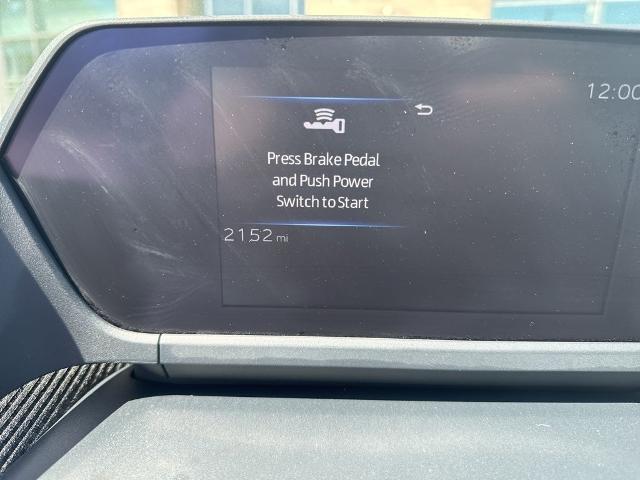 12:00
Press Brake Pedal
and Push Power
Switch to Start
2152 mi